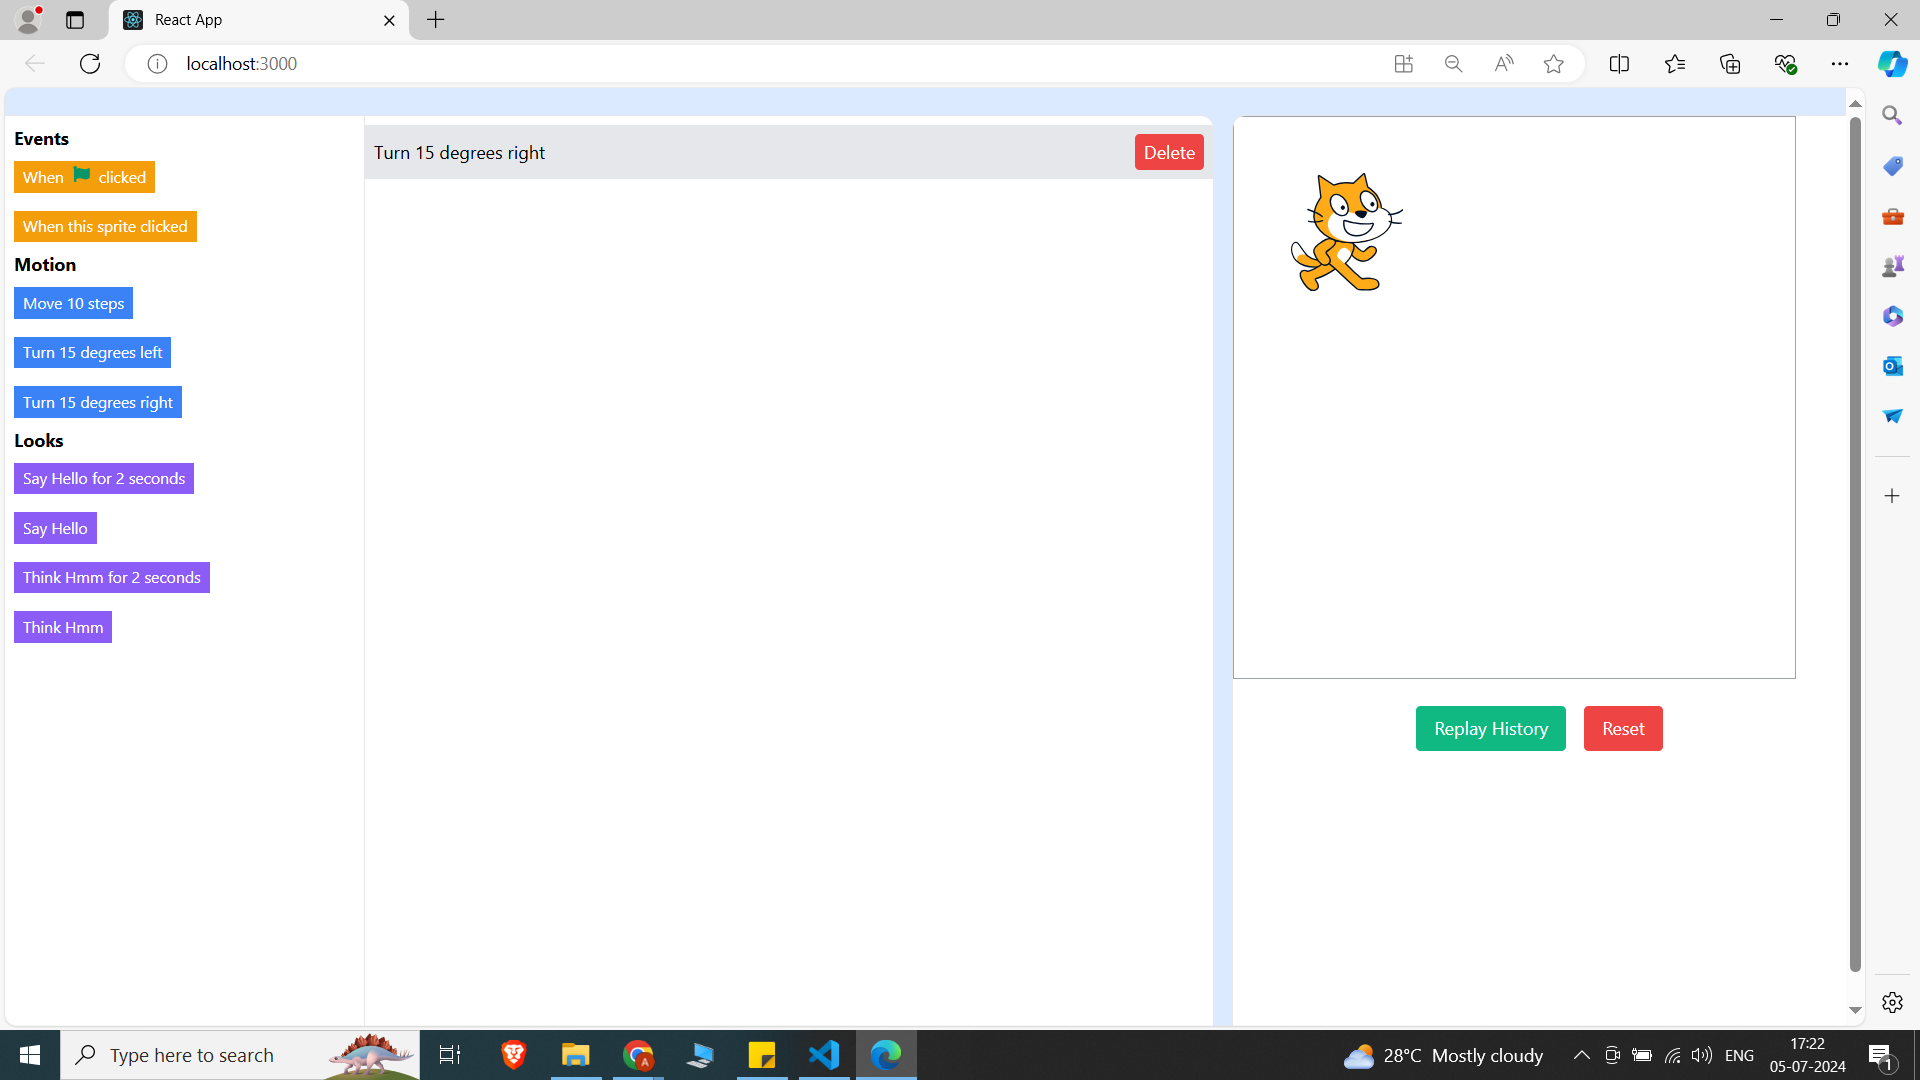 React App
localhost:3000
Events
When clicked
When this sprite clicked
Motion
Move 10 steps
Turn 15 degrees left
Turn 15 degrees right
Looks
Say Hello for 2 seconds
Say Hello
Think Hmm for 2 seconds
Think Hmm
Turn 15 degrees right
Delete
Replay History
Reset
Type here to search
28°C Mostly cloudy
ENG
17:22
05-07-2024
1